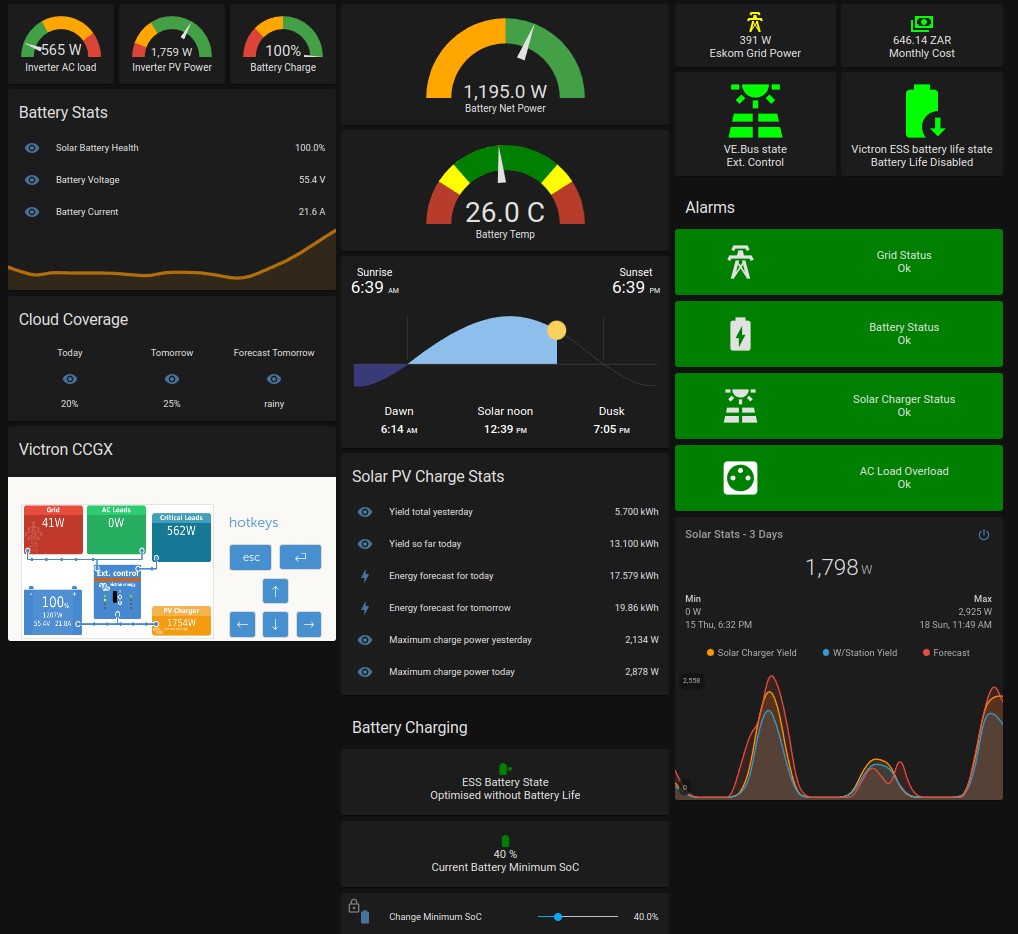 565 W
Inverter AC load
1,759 W
Inverter PV Power
100%
Battery Charge
Battery Stats
Solar Battery Health 100.0%
Battery Voltage 55.4 V
Battery Current 21.6 A
Cloud Coverage
Today Tomorrow Forecast Tomorrow
20% 25% rainy
Victron CCGX
Grid
41W
AC Loads
0W
Critical Loads
562W
Ext. control
victron energy
100%
1207W
55.4V 21.8A
PV Charger
1754W
hotkeys
esc
1,195.0 W
Battery Net Power
26.0 C
Battery Temp
Sunrise Sunset
6:39 AM 6:39 PM
Dawn Solar noon Dusk
6:14 AM 12:39 PM 7:05 PM
Solar PV Charge Stats
Yield total yesterday 5.700 kWh
Yield so far today 13.100 kWh
Energy forecast for today 17.579 kWh
Energy forecast for tomorrow 19.86 kWh
Maximum charge power yesterday 2,134 W
Maximum charge power today 2,878 W
Battery Charging
ESS Battery State
Optimised without Battery Life
40 %
Current Battery Minimum SoC
Change Minimum SoC 40.0%
391 W
Eskom Grid Power
646.14 ZAR
Monthly Cost
VE.Bus state
Ext. Control
Victron ESS battery life state
Battery Life Disabled
Alarms
Grid Status
Ok
Battery Status
Ok
Solar Charger Status
Ok
AC Load Overload
Ok
Solar Stats - 3 Days
1,798 W
Min Max
0 W 2,925 W
15 Thu, 6:32 PM 18 Sun, 11:49 AM
Solar Charger Yield W/Station Yield Forecast
2,558
0